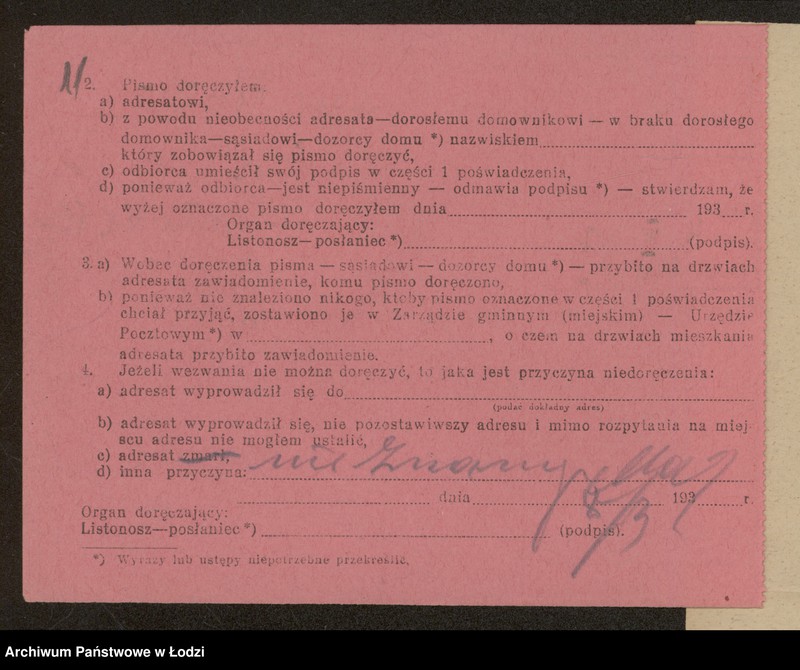 2. Pismo doręczyłem:
a) adresatowi,
b) z powodu nieobecności adresata—dorosłemu domownikowi — w braku dorosłego
domownika—sąsiadowi—dozorcy domu *) nazwiskiem
który zobowiązał się pismo doręczyć,
c) odbiorca umieścił swój podpis w części 1 poświadczenia,
d) ponieważ odbiorca—jest niepiśmienny — odmawia podpisu *) — stwierdzam, że
wyżej oznaczone pismo doręczyłem dnia 193 r.
Organ doręczający:
Listonosz—posłaniec *) (podpis).
3. a) Wobec doręczenia pisma — sąsiadowi — dozorcy domu *) — przybito na drzwiach
adresata zawiadomienie, komu pismo doręczono,
b) ponieważ nie znaleziono nikogo, ktoby pismo oznaczone w części 1 poświadczenia
chciał przyjąć, zostawiono je w Zarządzie gminnym (miejskim) — Urzędzie
Pocztowym *) w , o czem na drzwiach mieszkania
adresata przybito zawiadomienie.
4. Jeżeli wezwania nie można doręczyć, to jaka jest przyczyna niedoręczenia:
a) adresat wyprowadził się do
(podać dokładny adres)
b) adresat wyprowadził się, nie pozostawiwszy adresu i mimo rozpytania na miej
scu adresu nie mogłem ustalić,
c) adresat zmarł,
d) inna przyczyna: nie znany
dnia 193 r.
Organ doręczający:
Listonosz—posłaniec *) (podpis).
*) Wyrazy lub ustępy niepotrzebne przekreślić.
Archiwum Państwowe w Łodzi